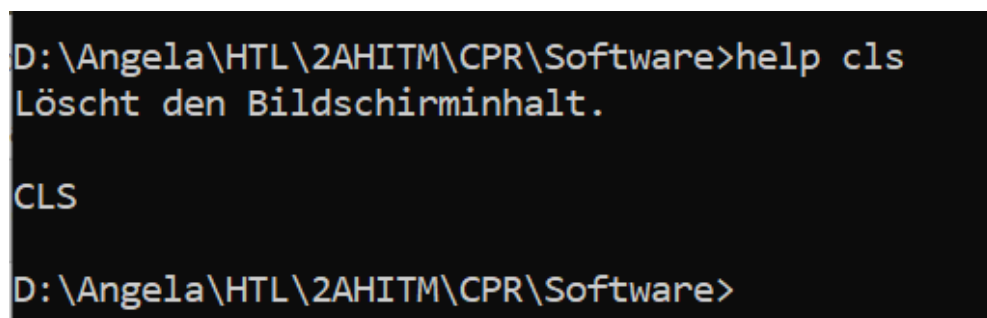 D:\Angela\HTL\2AHITM\CPR\Software>help cls
Löscht den Bildschirminhalt.
CLS
D:\Angela\HTL\2AHITM\CPR\Software>